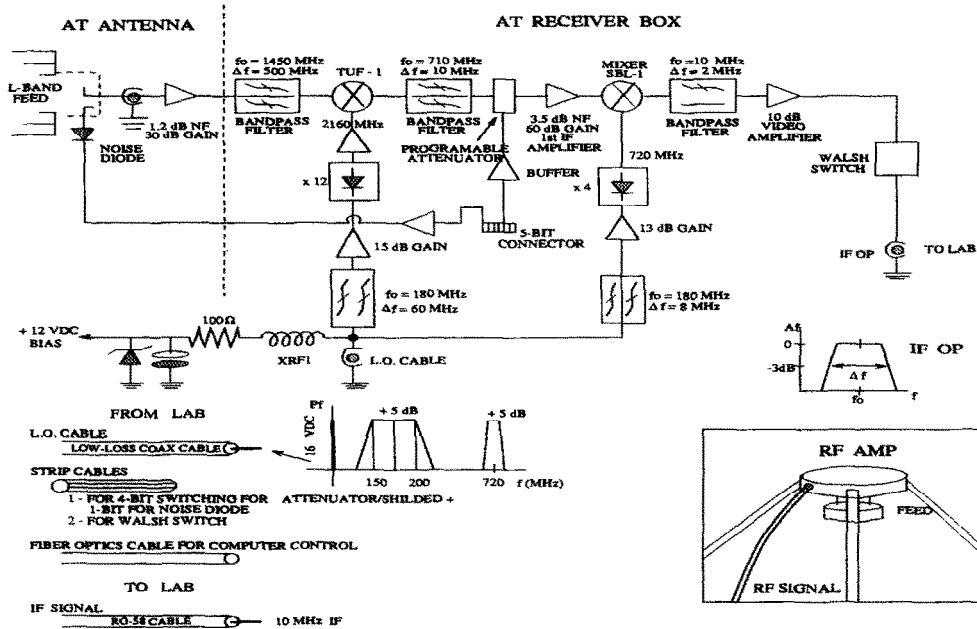 AT ANTENNA
AT RECEIVER BOX
L-BAND
FEED
NOISE
DIODE
1.2 dB NF
30 dB GAIN
fo = 1450 MHz
Δ f = 500 MHz
BANDPASS
FILTER
TUF - 1
2160 MHz
x 12
15 dB GAIN
fo = 180 MHz
Δ f = 60 MHz
fo = 710 MHz
Δ f = 10 MHz
BANDPASS
FILTER
PROGRAMABLE
ATTENUATOR
BUFFER
5-BIT
CONNECTOR
3.5 dB NF
60 dB GAIN
1st IF
AMPLIFIER
MIXER
SBL-1
720 MHz
x 4
13 dB GAIN
fo = 180 MHz
Δ f = 8 MHz
fo = 10 MHz
Δ f = 2 MHz
BANDPASS
FILTER
10 dB
VIDEO
AMPLIFIER
WALSH
SWITCH
IF OP
TO LAB
+ 12 VDC
BIAS
100Ω
XRF1
L.O. CABLE
Af
0
-3dB
Δ f
fo
f
IF OP
FROM LAB
L.O. CABLE
LOW-LOSS COAX CABLE
Pf
16 VDC
+ 5 dB
+ 5 dB
150
200
720
f (MHz)
STRIP CABLES
1 - FOR 4-BIT SWITCHING FOR ATTENUATOR/SHILDED +
1-BIT FOR NOISE DIODE
2 - FOR WALSH SWITCH
FIBER OPTICS CABLE FOR COMPUTER CONTROL
TO LAB
IF SIGNAL
RG-58 CABLE
10 MHz IF
RF AMP
FEED
RF SIGNAL